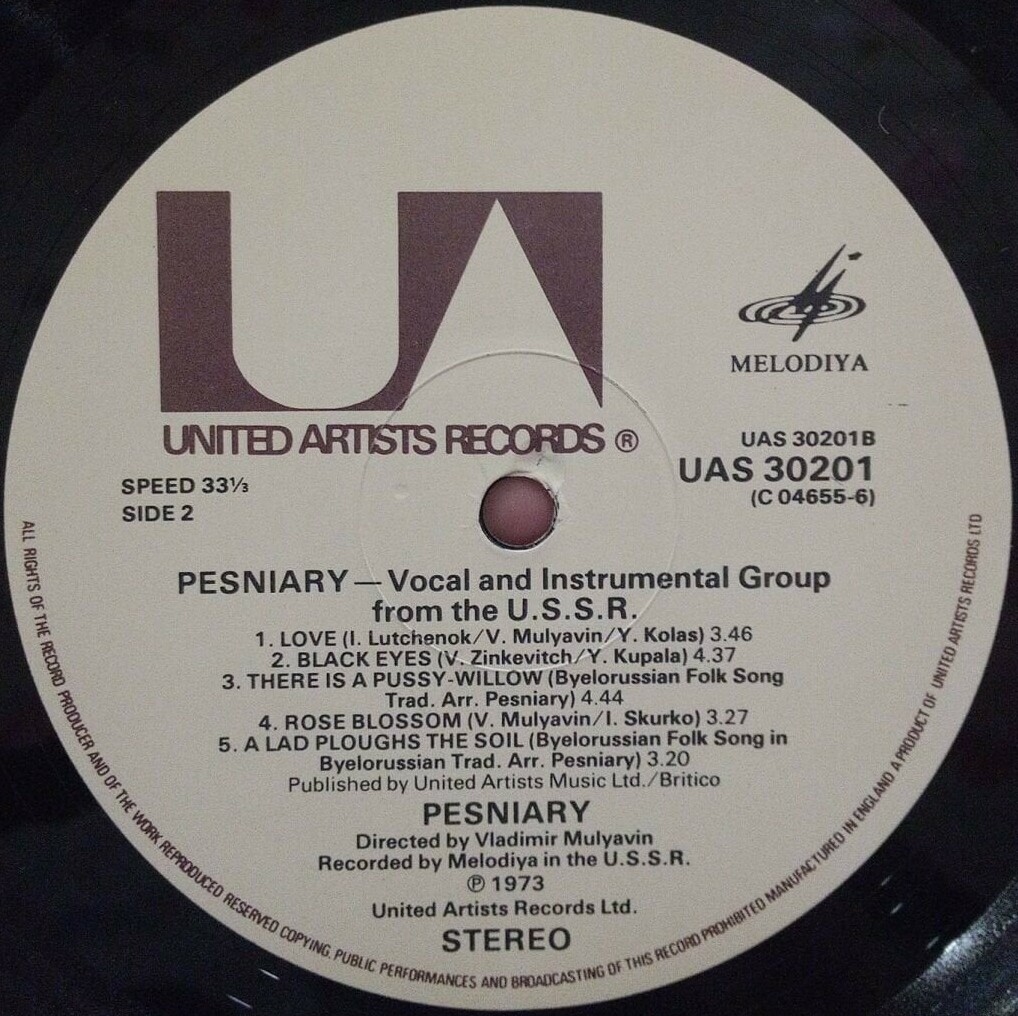 UA
UNITED ARTISTS RECORDS ®
MELODIYA
UAS 30201B
UAS 30201
(C 04655-6)
SPEED 33⅓
SIDE 2
PESNIARY — Vocal and Instrumental Group
from the U.S.S.R.
1. LOVE (I. Lutchenok/V. Mulyavin/Y. Kolas) 3.46
2. BLACK EYES (V. Zinkevitch/Y. Kupala) 4.37
3. THERE IS A PUSSY-WILLOW (Byelorussian Folk Song
Trad. Arr. Pesniary) 4.44
4. ROSE BLOSSOM (V. Mulyavin/I. Skurko) 3.27
5. A LAD PLOUGHS THE SOIL (Byelorussian Folk Song in
Byelorussian Trad. Arr. Pesniary) 3.20
Published by United Artists Music Ltd./Britico
PESNIARY
Directed by Vladimir Mulyavin
Recorded by Melodiya in the U.S.S.R.
℗ 1973
United Artists Records Ltd.
STEREO
ALL RIGHTS OF THE RECORD PRODUCER AND OF THE WORK REPRODUCED RESERVED COPYING, PUBLIC PERFORMANCES AND BROADCASTING OF THIS RECORD PROHIBITED MANUFACTURED IN ENGLAND A PRODUCT OF UNITED ARTISTS RECORDS LTD